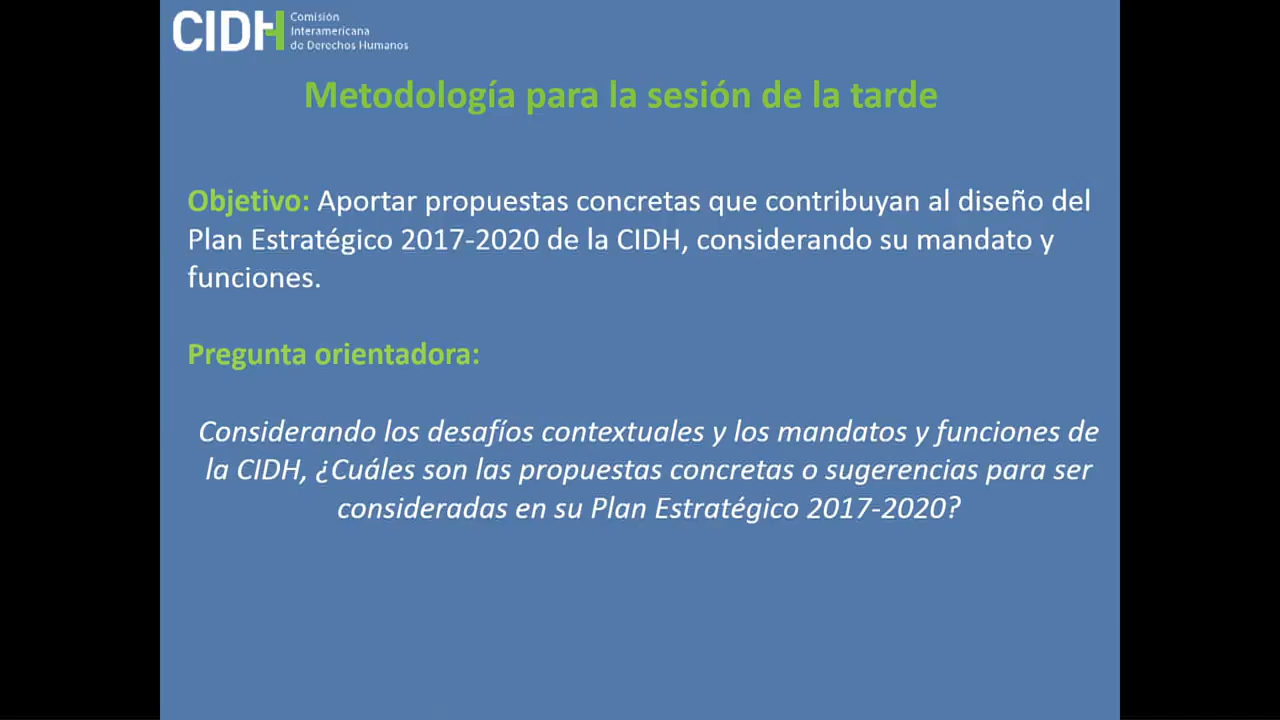 CIDH
Comisión
Interamericana
de Derechos Humanos
Metodología para la sesión de la tarde
Objetivo: Aportar propuestas concretas que contribuyan al diseño del
Plan Estratégico 2017-2020 de la CIDH, considerando su mandato y
funciones.
Pregunta orientadora:
Considerando los desafíos contextuales y los mandatos y funciones de
la CIDH, ¿Cuáles son las propuestas concretas o sugerencias para ser
consideradas en su Plan Estratégico 2017-2020?